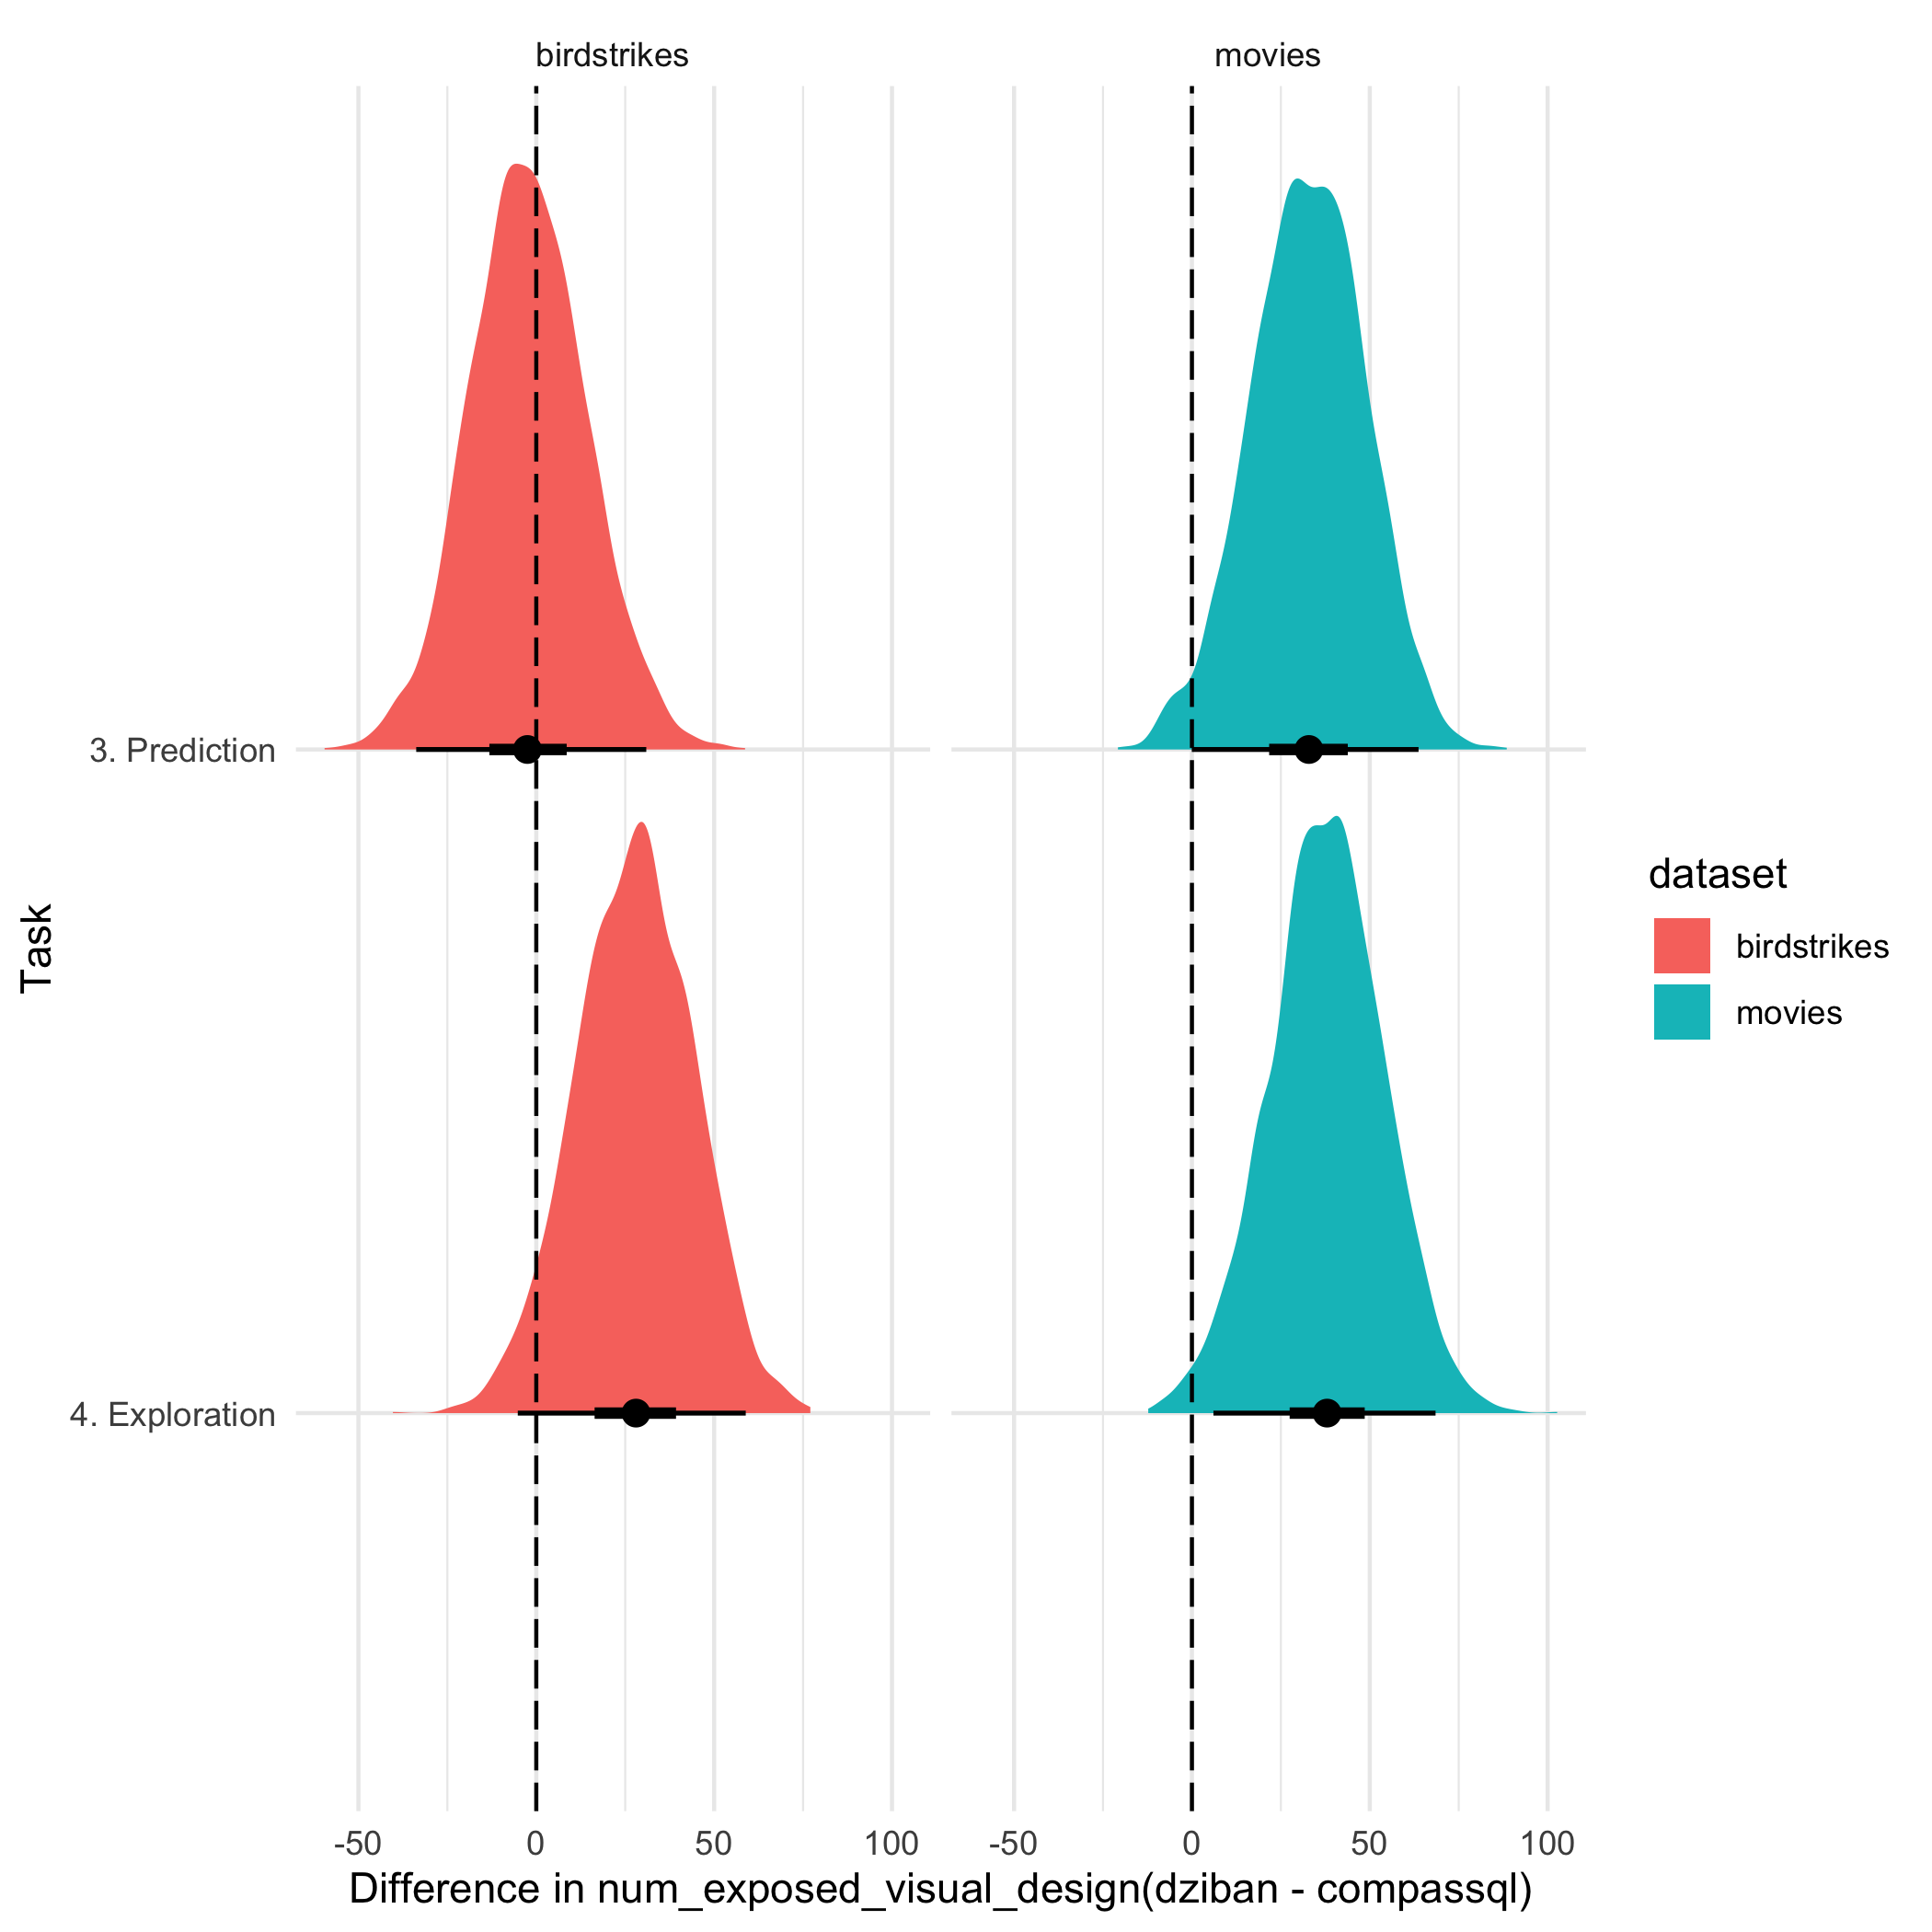 birdstrikes
movies
3. Prediction
4. Exploration
Task
-50
0
50
100
-50
0
50
100
Difference in num_exposed_visual_design(dziban - compassql)
dataset
birdstrikes
movies